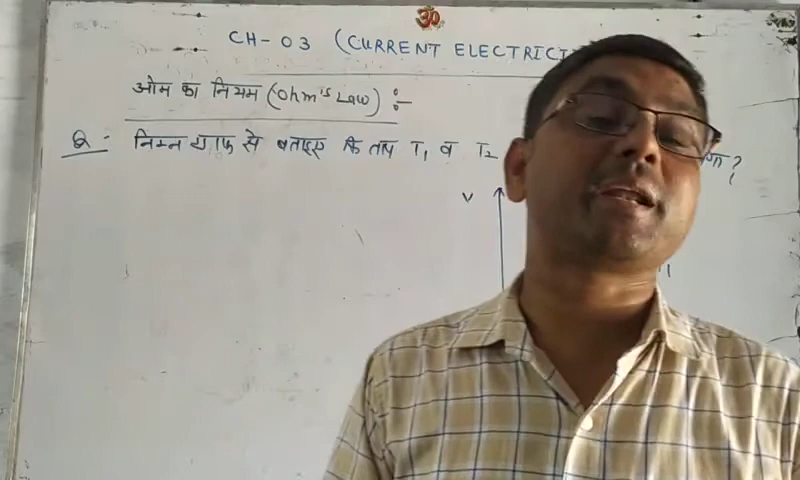 ॐ
CH-03 (CURRENT ELECTRICI
ओम का नियम (Ohm's Law) :-
Q:- निम्न ग्राफ से बताइए कि ताप T₁ व T₂ ?
V